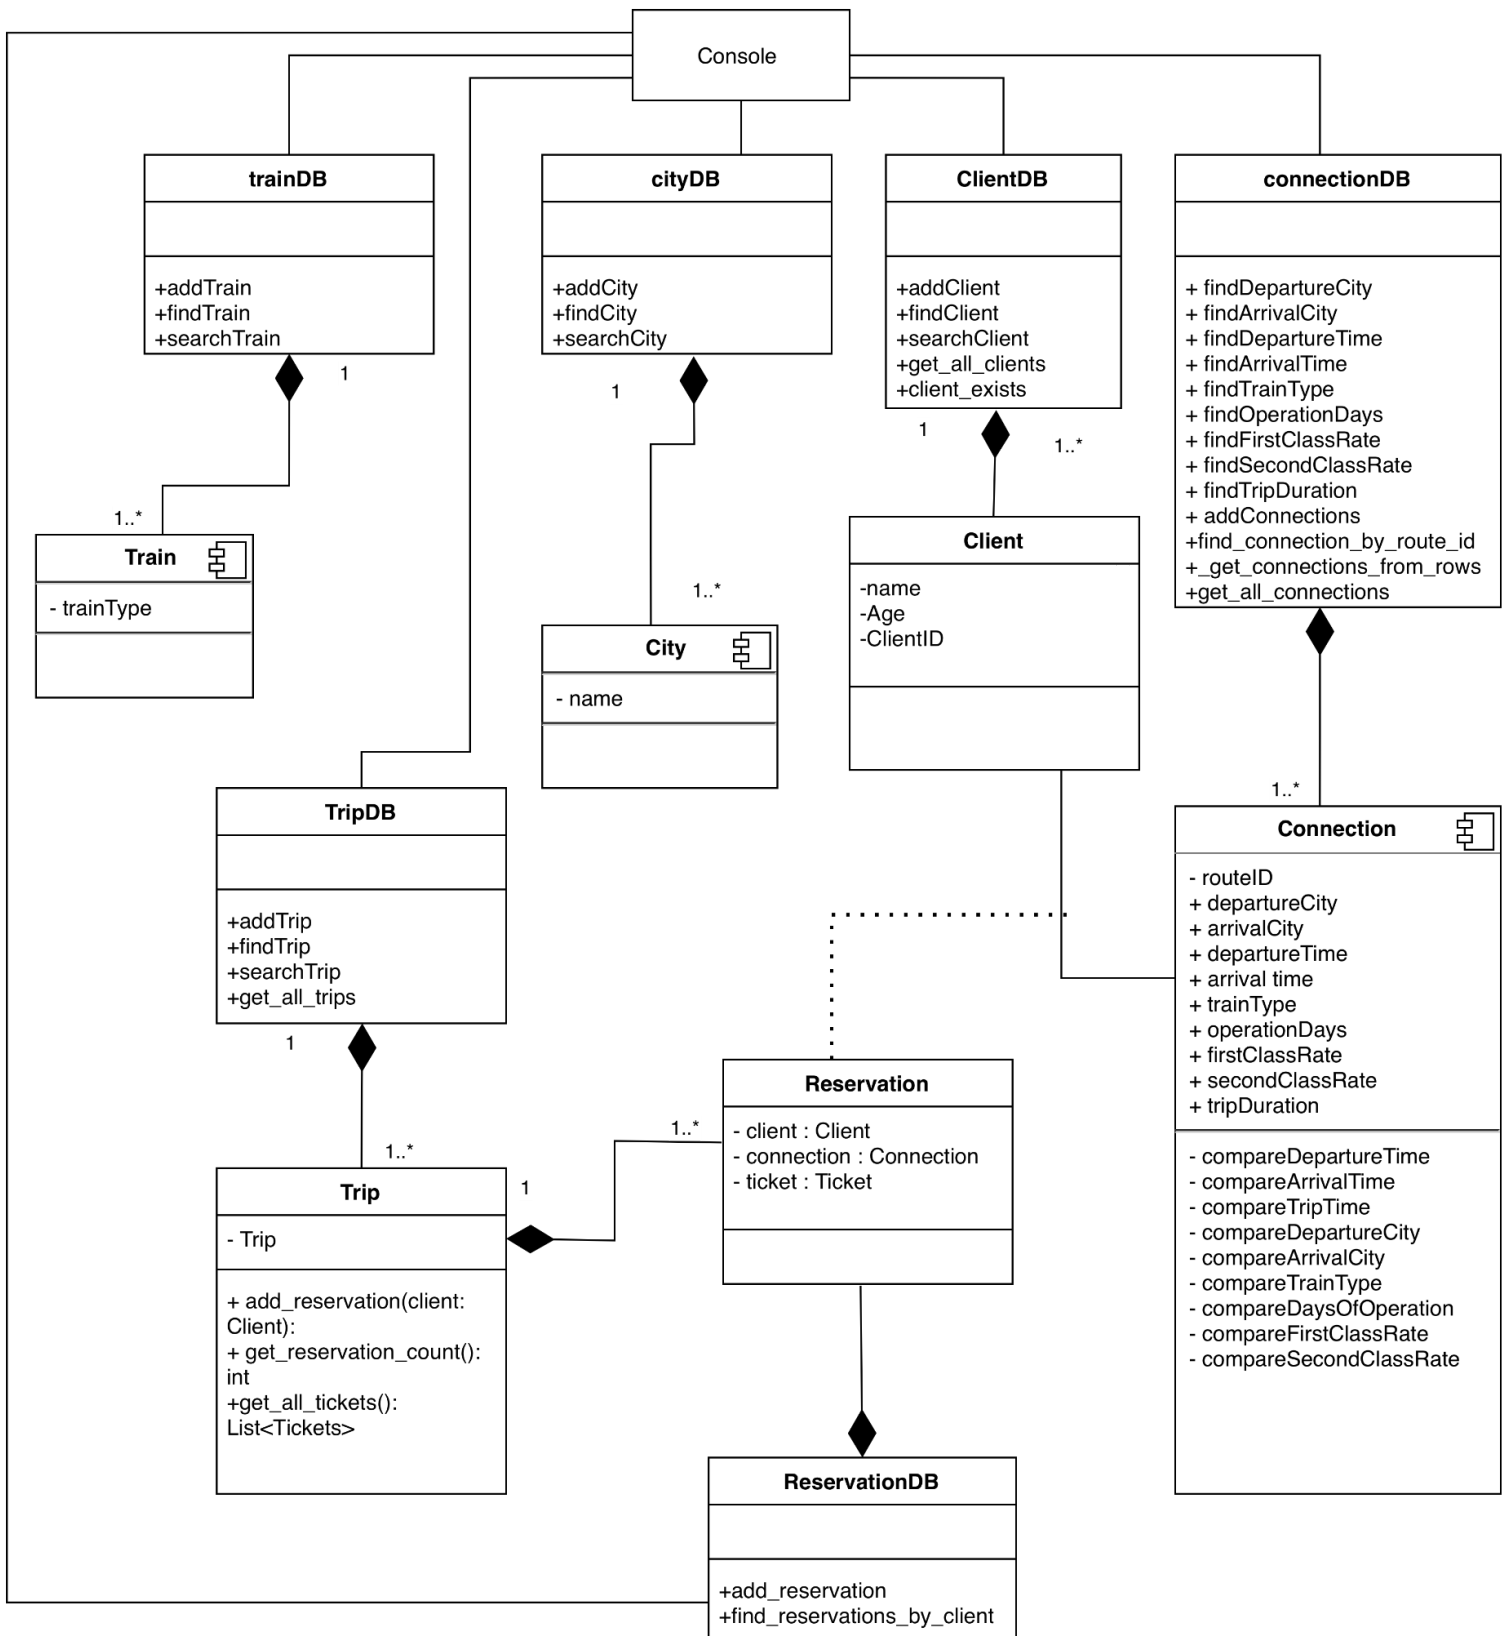 Console
trainDB
+addTrain
+findTrain
+searchTrain
1
1..*
Train
- trainType
cityDB
+addCity
+findCity
+searchCity
1
1..*
City
- name
ClientDB
+addClient
+findClient
+searchClient
+get_all_clients
+client_exists
1
1..*
Client
-name
-Age
-ClientID
connectionDB
+ findDepartureCity
+ findArrivalCity
+ findDepartureTime
+ findArrivalTime
+ findTrainType
+ findOperationDays
+ findFirstClassRate
+ findSecondClassRate
+ findTripDuration
+ addConnections
+find_connection_by_route_id
+_get_connections_from_rows
+get_all_connections
1..*
Connection
- routeID
+ departureCity
+ arrivalCity
+ departureTime
+ arrival time
+ trainType
+ operationDays
+ firstClassRate
+ secondClassRate
+ tripDuration
- compareDepartureTime
- compareArrivalTime
- compareTripTime
- compareDepartureCity
- compareArrivalCity
- compareTrainType
- compareDaysOfOperation
- compareFirstClassRate
- compareSecondClassRate
TripDB
+addTrip
+findTrip
+searchTrip
+get_all_trips
1
1..*
Trip
- Trip
+ add_reservation(client:
Client):
+ get_reservation_count():
int
+get_all_tickets():
List<Tickets>
1
1..*
Reservation
- client : Client
- connection : Connection
- ticket : Ticket
ReservationDB
+add_reservation
+find_reservations_by_client